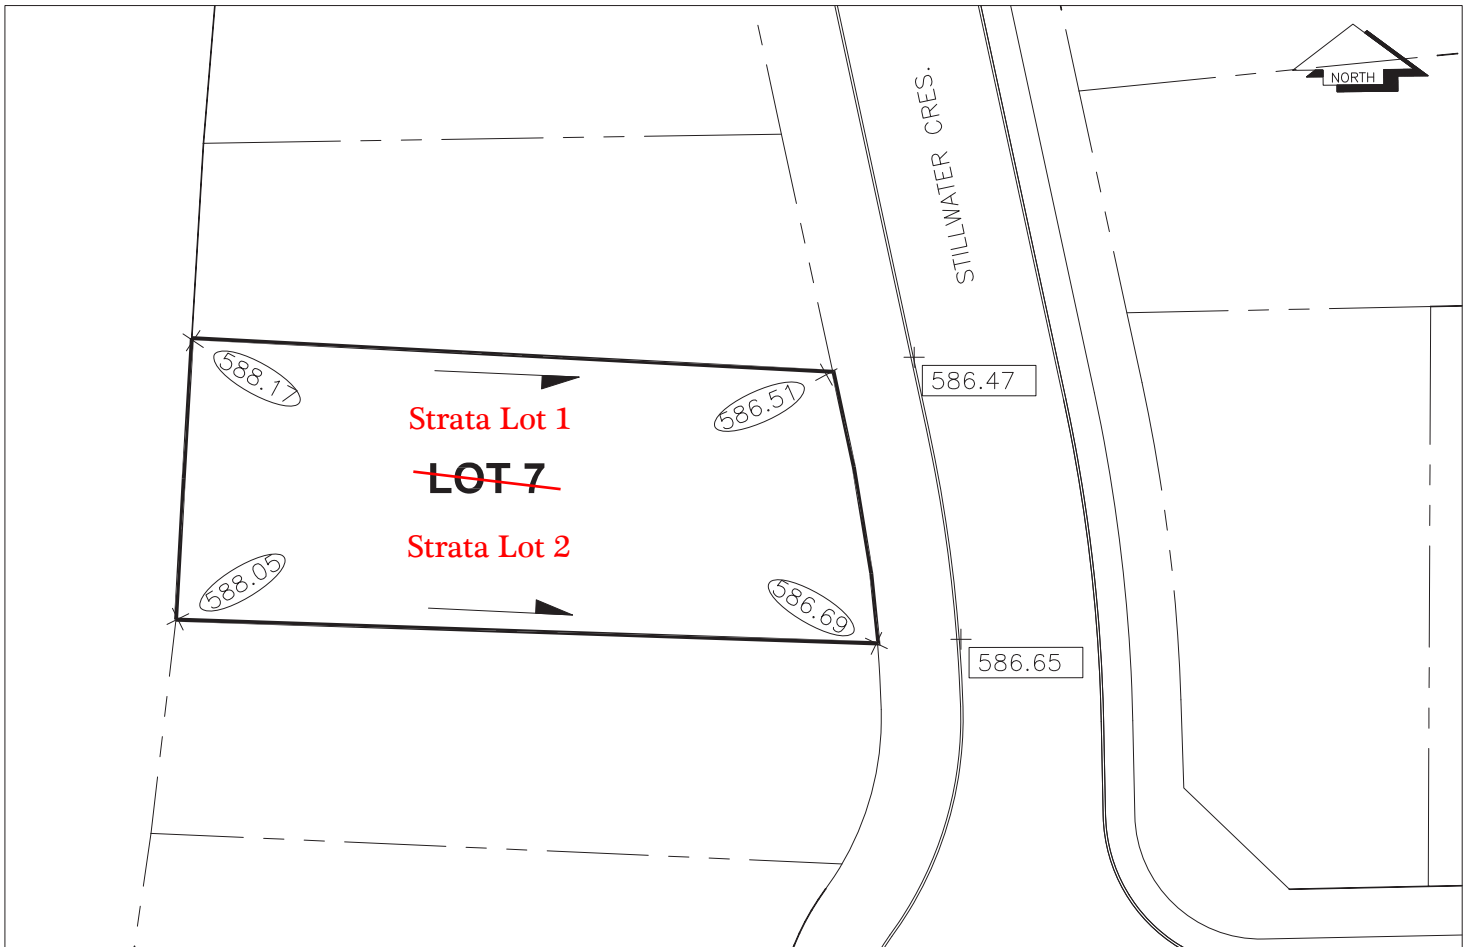 NORTH
STILLWATER CRES.
588.17
586.51
586.47
Strata Lot 1
LOT 7
Strata Lot 2
588.05
586.69
586.65